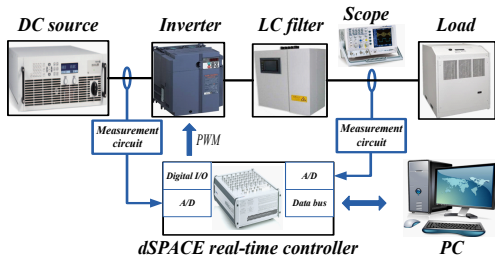 DC source
Inverter
LC filter
Scope
Load
Measurement
circuit
PWM
Measurement
circuit
Digital I/O
A/D
A/D
Data bus
dSPACE real-time controller
PC